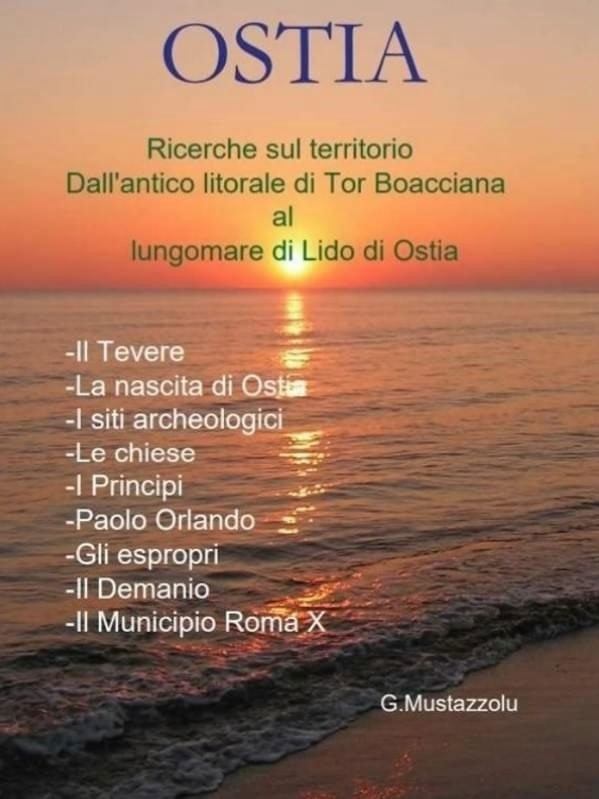 OSTIA
Ricerche sul territorio
Dall'antico litorale di Tor Boacciana
al
lungomare di Lido di Ostia
-Il Tevere
-La nascita di Ostia
-I siti archeologici
-Le chiese
-I Principi
-Paolo Orlando
-Gli espropri
-Il Demanio
-Il Municipio Roma X
G.Mustazzolu